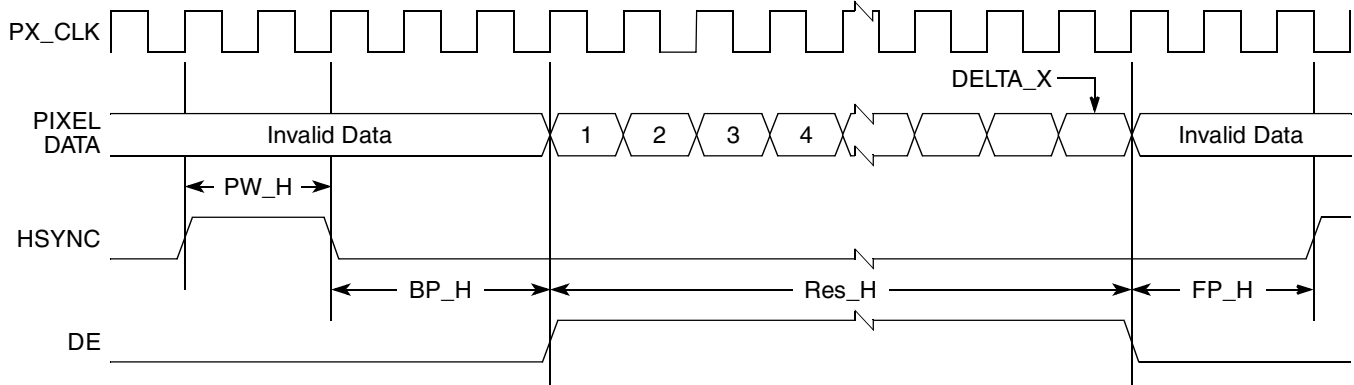 PX_CLK
DELTA_X
PIXEL
DATA
Invalid Data
1
2
3
4
Invalid Data
PW_H
HSYNC
BP_H
Res_H
FP_H
DE